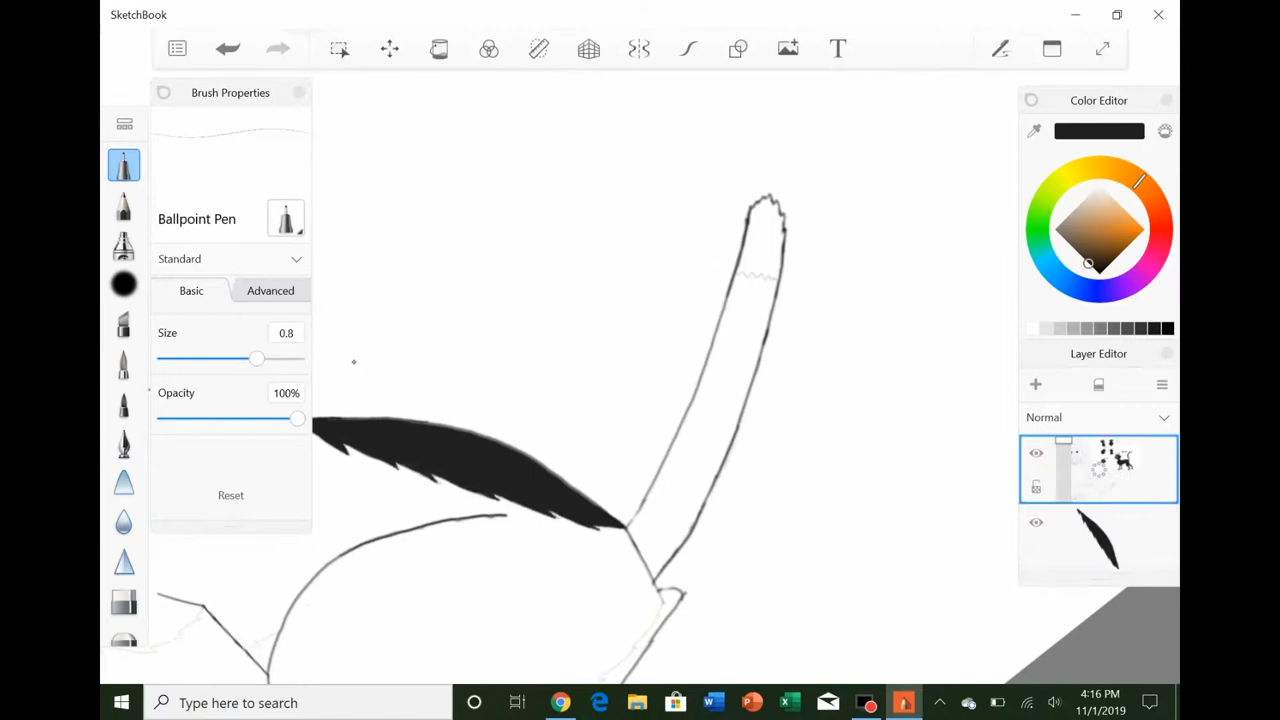 SketchBook
T
Brush Properties
Color Editor
Ballpoint Pen
Standard
Basic
Advanced
Size
0.8
Opacity
100%
Reset
Layer Editor
Normal
Type here to search
4:16 PM
11/1/2019